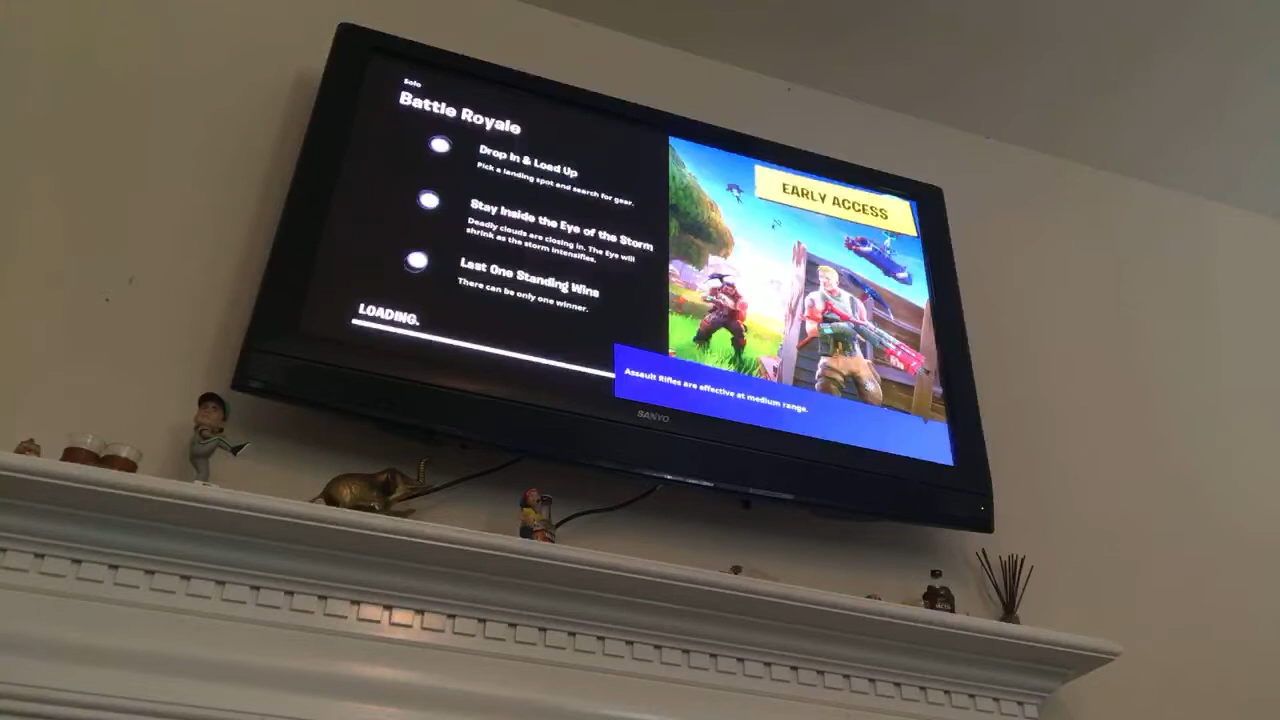 Solo
Battle Royale
Drop In & Load Up
Pick a landing spot and search for gear.
Stay Inside the Eye of the Storm
Deadly clouds are closing in. The Eye will
shrink as the storm intensifies.
Last One Standing Wins
There can be only one winner.
LOADING.
EARLY ACCESS
Assault Rifles are effective at medium range.
SANYO